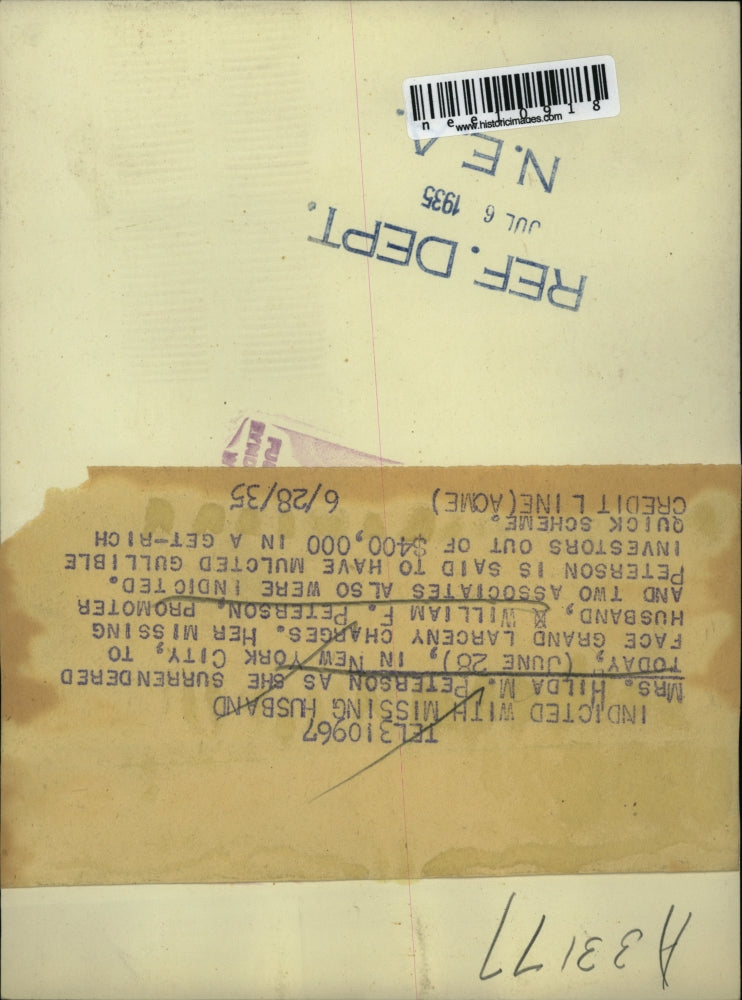 A33177
TEL310967
INDICTED WITH MISSING HUSBAND
MRS. HILDA M. PETERSON AS SHE SURRENDERED
TODAY, (JUNE 28), IN NEW YORK CITY, TO
FACE GRAND LARCENY CHARGES. HER MISSING
HUSBAND, WILLIAM F. PETERSON, PROMOTER
AND TWO ASSOCIATES ALSO WERE INDICTED.
PETERSON IS SAID TO HAVE MULCTED GULLIBLE
INVESTORS OUT OF $400,000 IN A GET-RICH
QUICK SCHEME.
CREDIT LINE(ACME) 6/28/35
REF. DEPT.
JUL 6 1935
N.E.A.
nee10918
www.historicimages.com